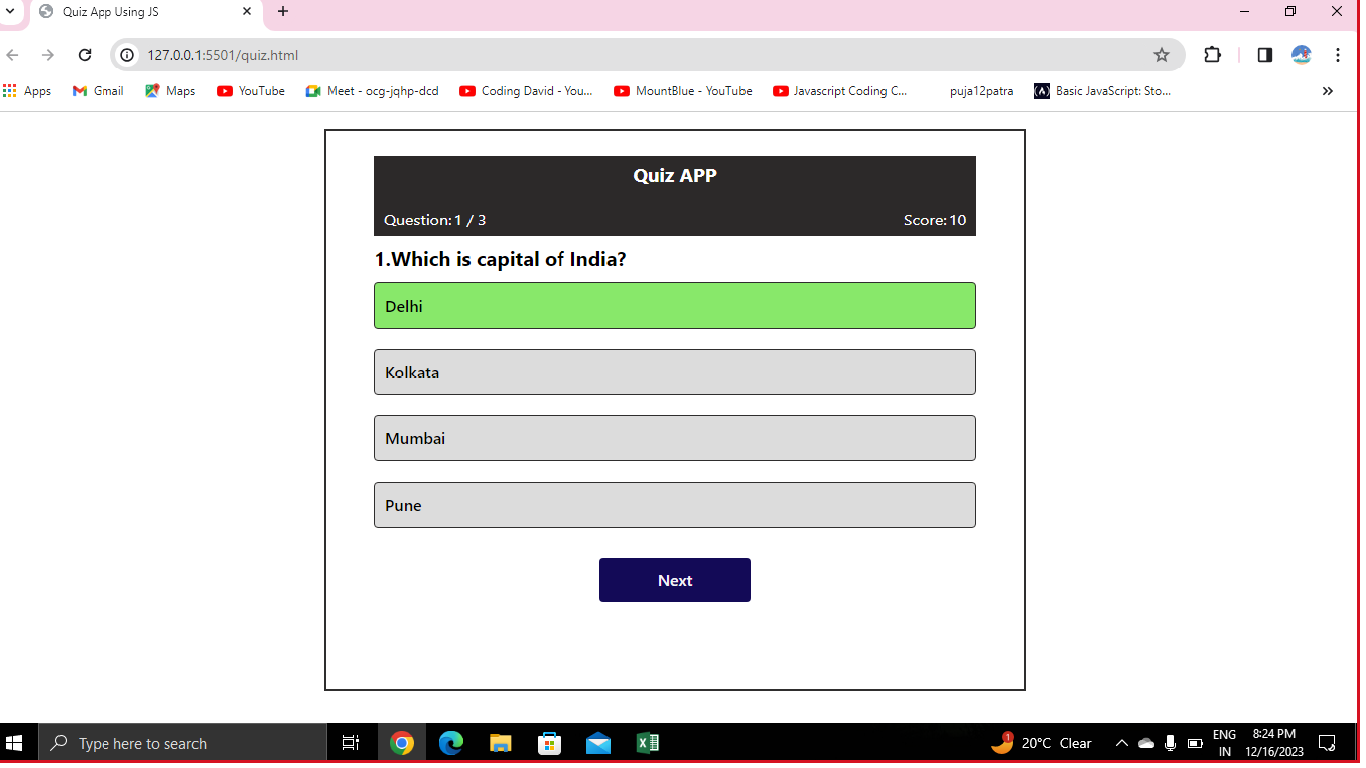 Quiz App Using JS
127.0.0.1:5501/quiz.html
Apps Gmail Maps YouTube Meet - ocg-jqhp-dcd Coding David - You... MountBlue - YouTube Javascript Coding C... puja12patra Basic JavaScript: Sto...
Quiz APP
Question:1 / 3 Score:10
1.Which is capital of India?
Delhi
Kolkata
Mumbai
Pune
Next
Type here to search
1
20°C Clear
ENG
IN
8:24 PM
12/16/2023